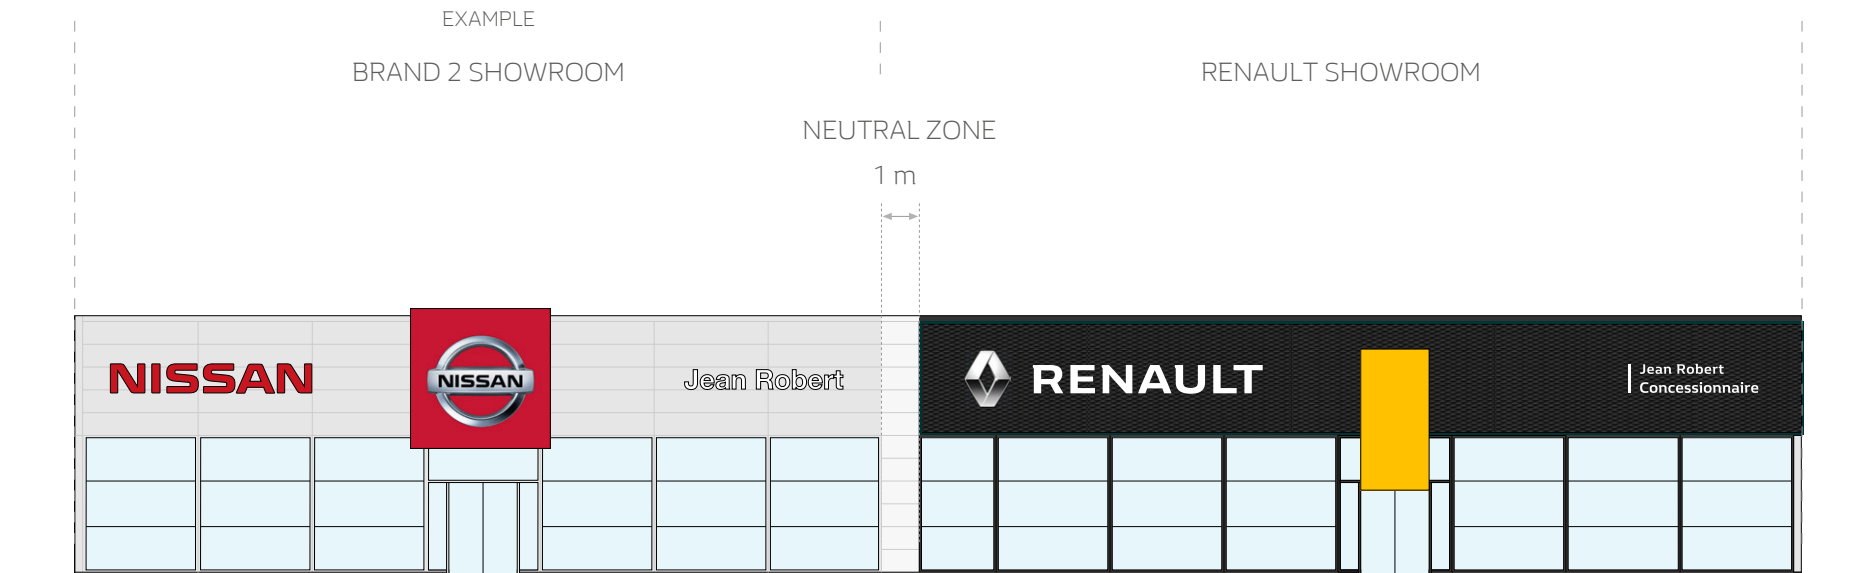 EXAMPLE
BRAND 2 SHOWROOM
RENAULT SHOWROOM
NEUTRAL ZONE
1 m
NISSAN
NISSAN
Jean Robert
RENAULT
Jean Robert
Concessionnaire